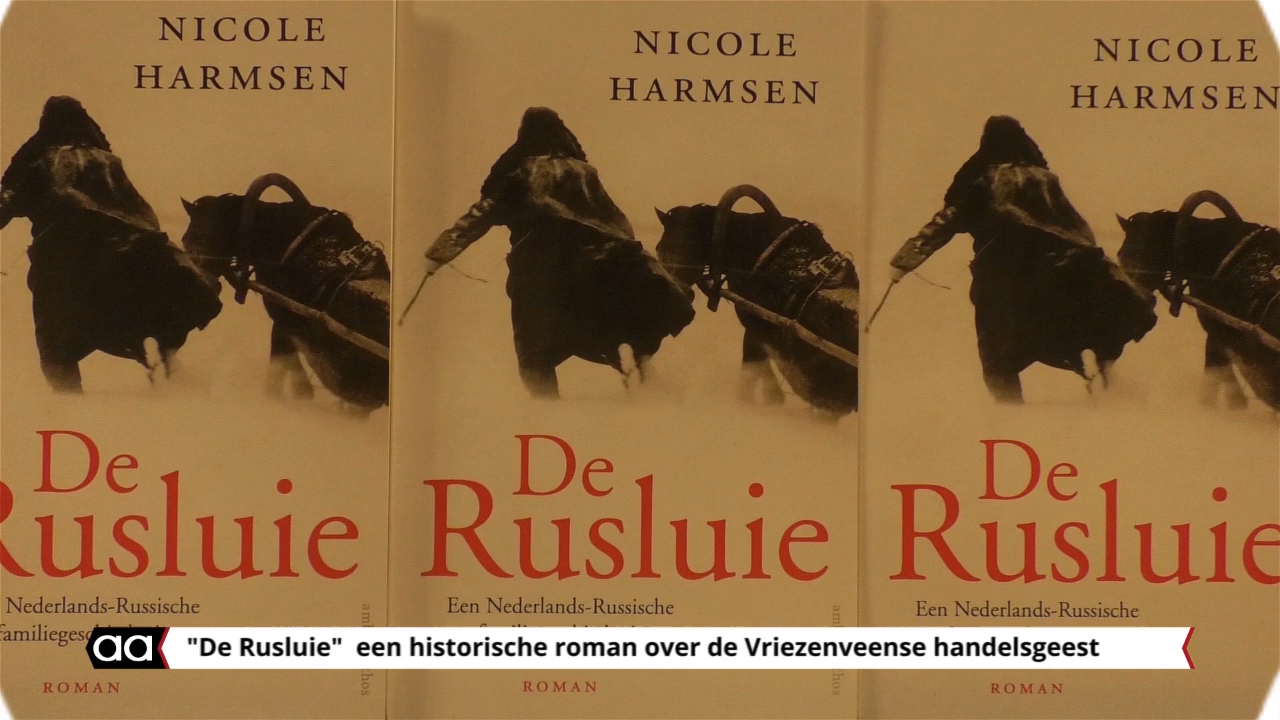 NICOLE
HARMSEN
De
Rusluie
Nederlands-Russische
familiegesc
ROMAN
NICOLE
HARMSEN
De
Rusluie
Een Nederlands-Russische
ROMAN
NICOLE
HARMSEN
De
Rusluie
Een Nederlands-Russische
ROMAN
aa "De Rusluie" een historische roman over de Vriezenveense handelsgeest